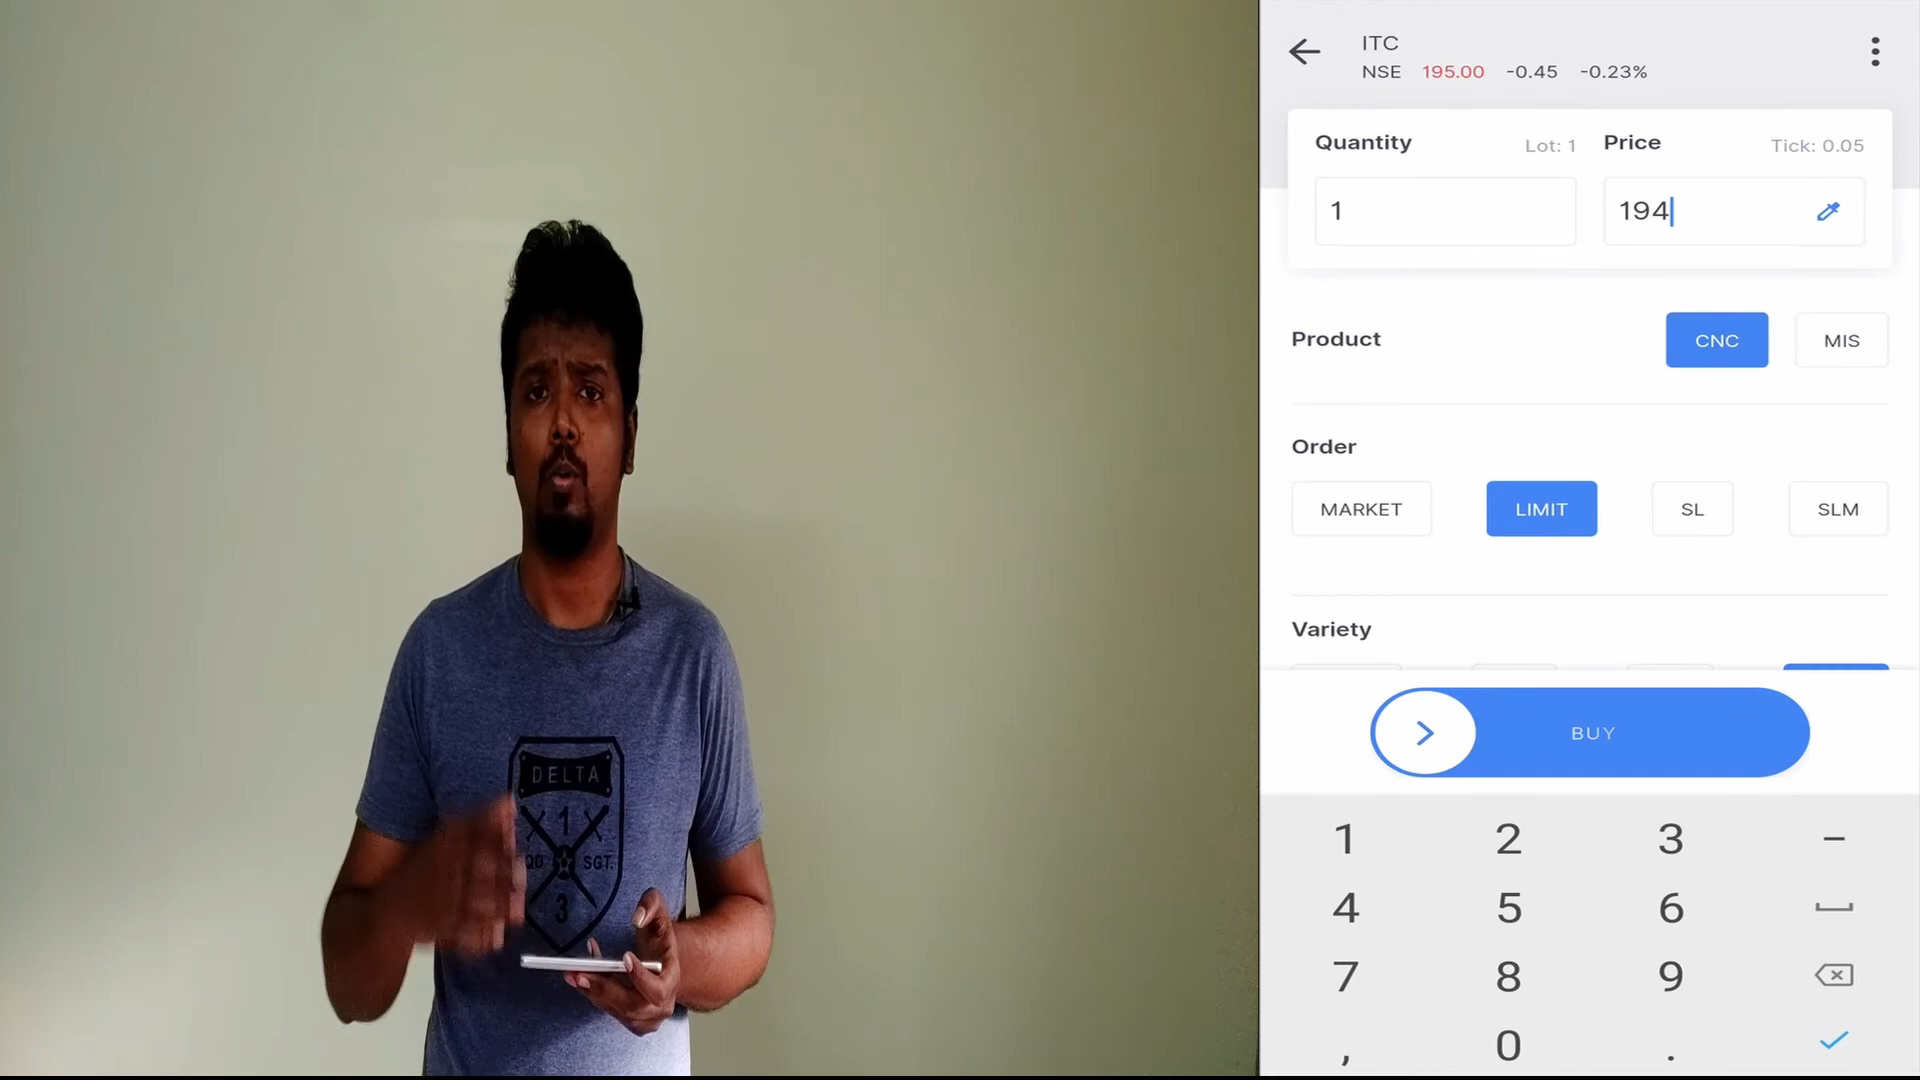 ITC
NSE 195.00 -0.45 -0.23%
Quantity Lot: 1 Price Tick: 0.05
1 194
Product CNC MIS
Order
MARKET LIMIT SL SLM
Variety
BUY
1 2 3 -
4 5 6
7 8 9
, 0 .
DELTA
1
QD SGT.
3